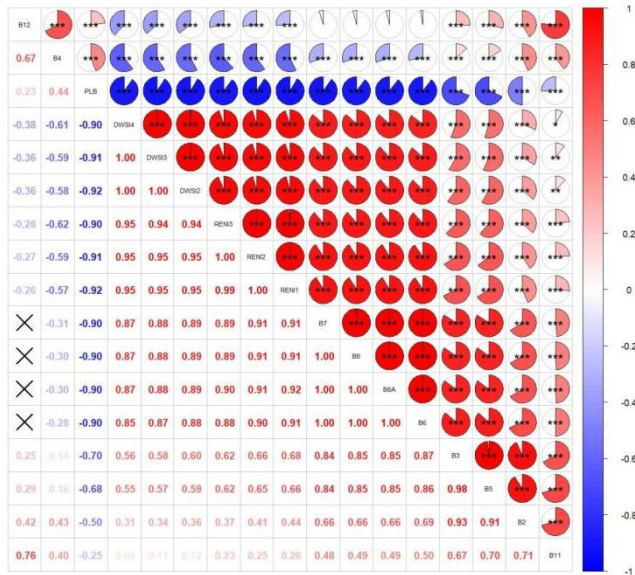 B12 *** *** *** *** *** *** *** *** *** *** *** ***
0.67 B4 *** *** *** *** *** *** *** *** *** *** *** *** *** *** ***
0.23 0.44 PLB *** *** *** *** *** *** *** *** *** *** *** *** *** ***
-0.38 -0.61 -0.90 DWSI4 *** *** *** *** *** *** *** *** *** *** *** *** *
-0.36 -0.59 -0.91 1.00 DWSI3 *** *** *** *** *** *** *** *** *** *** *** **
-0.36 -0.58 -0.92 1.00 1.00 DWSI2 *** *** *** *** *** *** *** *** *** *** **
-0.28 -0.62 -0.90 0.95 0.94 0.94 RENI3 *** *** *** *** *** *** *** *** *** ***
-0.27 -0.59 -0.91 0.95 0.95 0.95 1.00 RENI2 *** *** *** *** *** *** *** *** ***
-0.26 -0.57 -0.92 0.95 0.95 0.95 0.99 1.00 RENI1 *** *** *** *** *** *** *** ***
-0.31 -0.90 0.87 0.88 0.89 0.89 0.91 0.91 B7 *** *** *** *** *** *** ***
-0.30 -0.90 0.87 0.88 0.89 0.89 0.91 0.91 1.00 B8 *** *** *** *** *** ***
-0.30 -0.90 0.87 0.88 0.89 0.90 0.91 0.92 1.00 1.00 B8A *** *** *** *** ***
-0.28 -0.90 0.85 0.87 0.88 0.88 0.90 0.91 1.00 1.00 1.00 B6 *** *** *** ***
0.25 0.14 -0.70 0.56 0.58 0.60 0.62 0.66 0.68 0.84 0.85 0.85 0.87 B3 *** *** ***
0.29 0.16 -0.68 0.55 0.57 0.59 0.62 0.65 0.66 0.84 0.85 0.85 0.86 0.98 B5 *** ***
0.42 0.43 -0.50 0.31 0.34 0.36 0.37 0.41 0.44 0.66 0.66 0.66 0.69 0.93 0.91 B2 ***
0.76 0.40 -0.25 0.11 0.12 0.23 0.25 0.26 0.48 0.49 0.49 0.50 0.67 0.70 0.71 B11
1
0.8
0.6
0.4
0.2
0
-0.2
-0.4
-0.6
-0.8
-1